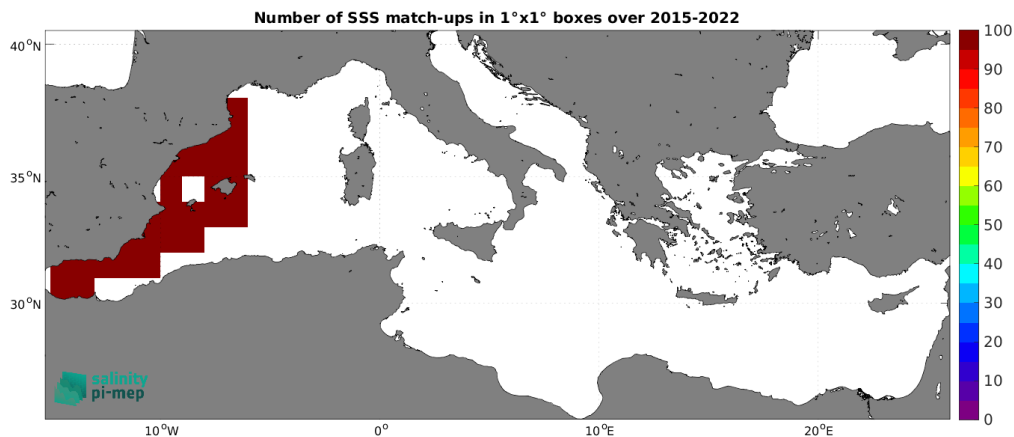 Number of SSS match-ups in 1°x1° boxes over 2015-2022
40°N
35°N
30°N
10°W
0°
10°E
20°E
100
90
80
70
60
50
40
30
20
10
0
salinity
pi-mep